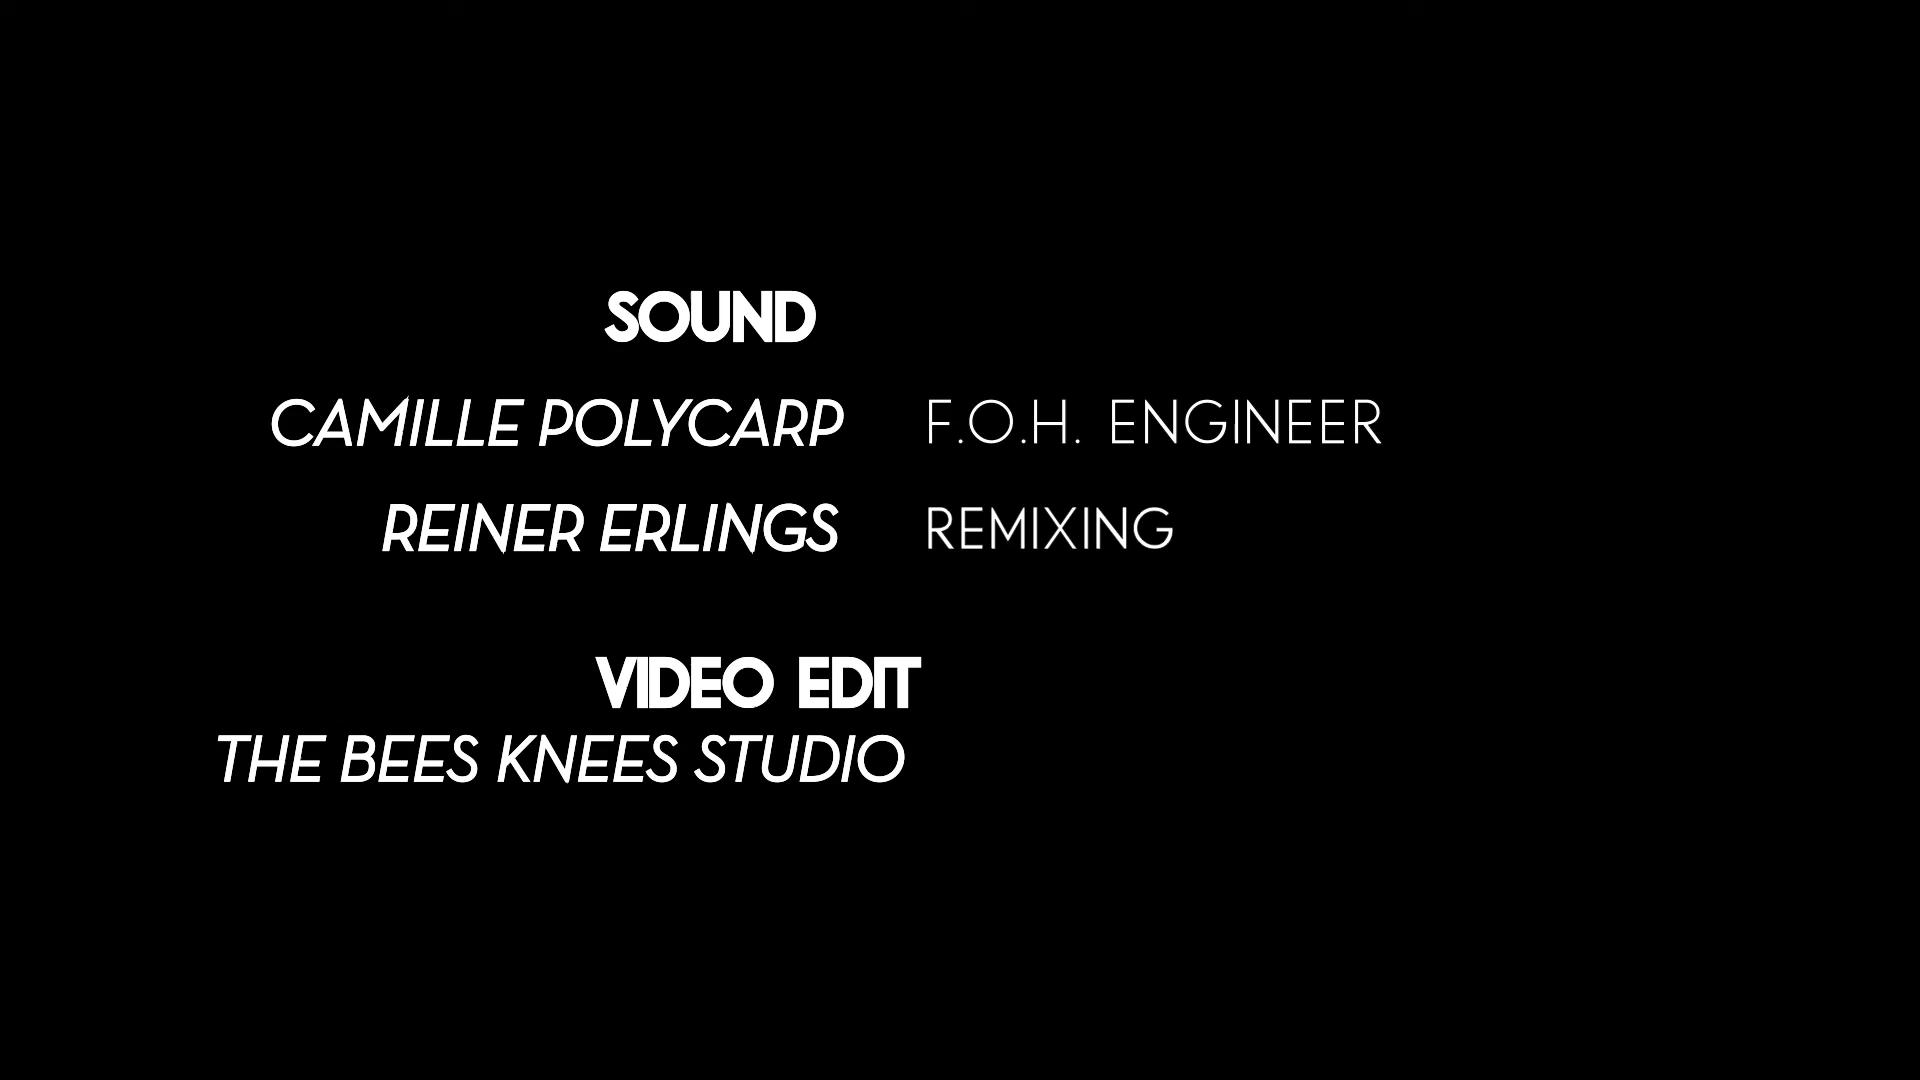 SOUND
CAMILLE POLYCARP F.O.H. ENGINEER
REINER ERLINGS REMIXING
VIDEO EDIT
THE BEES KNEES STUDIO